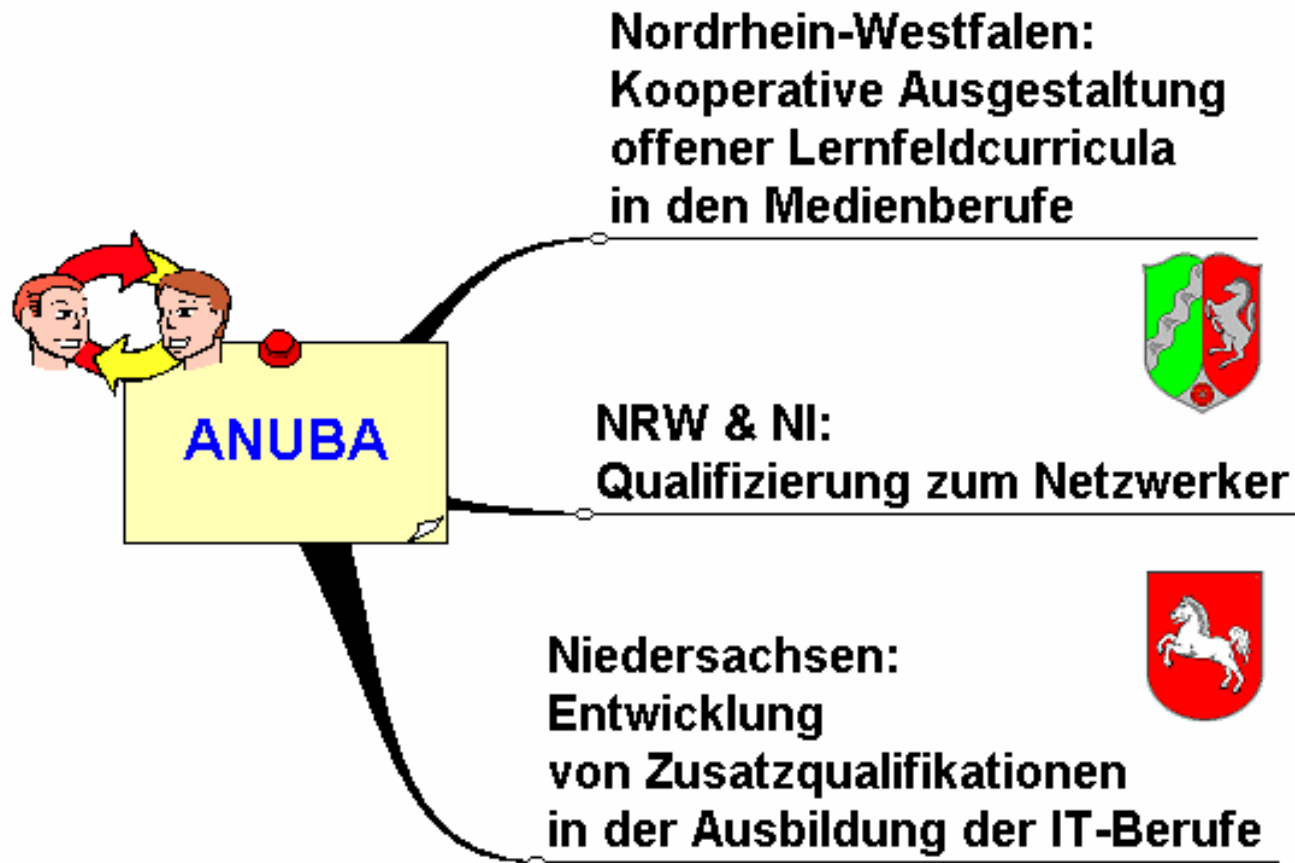 Nordrhein-Westfalen:
Kooperative Ausgestaltung
offener Lernfeldcurricula
in den Medienberufe
ANUBA
NRW & NI:
Qualifizierung zum Netzwerker
Niedersachsen:
Entwicklung
von Zusatzqualifikationen
in der Ausbildung der IT-Berufe